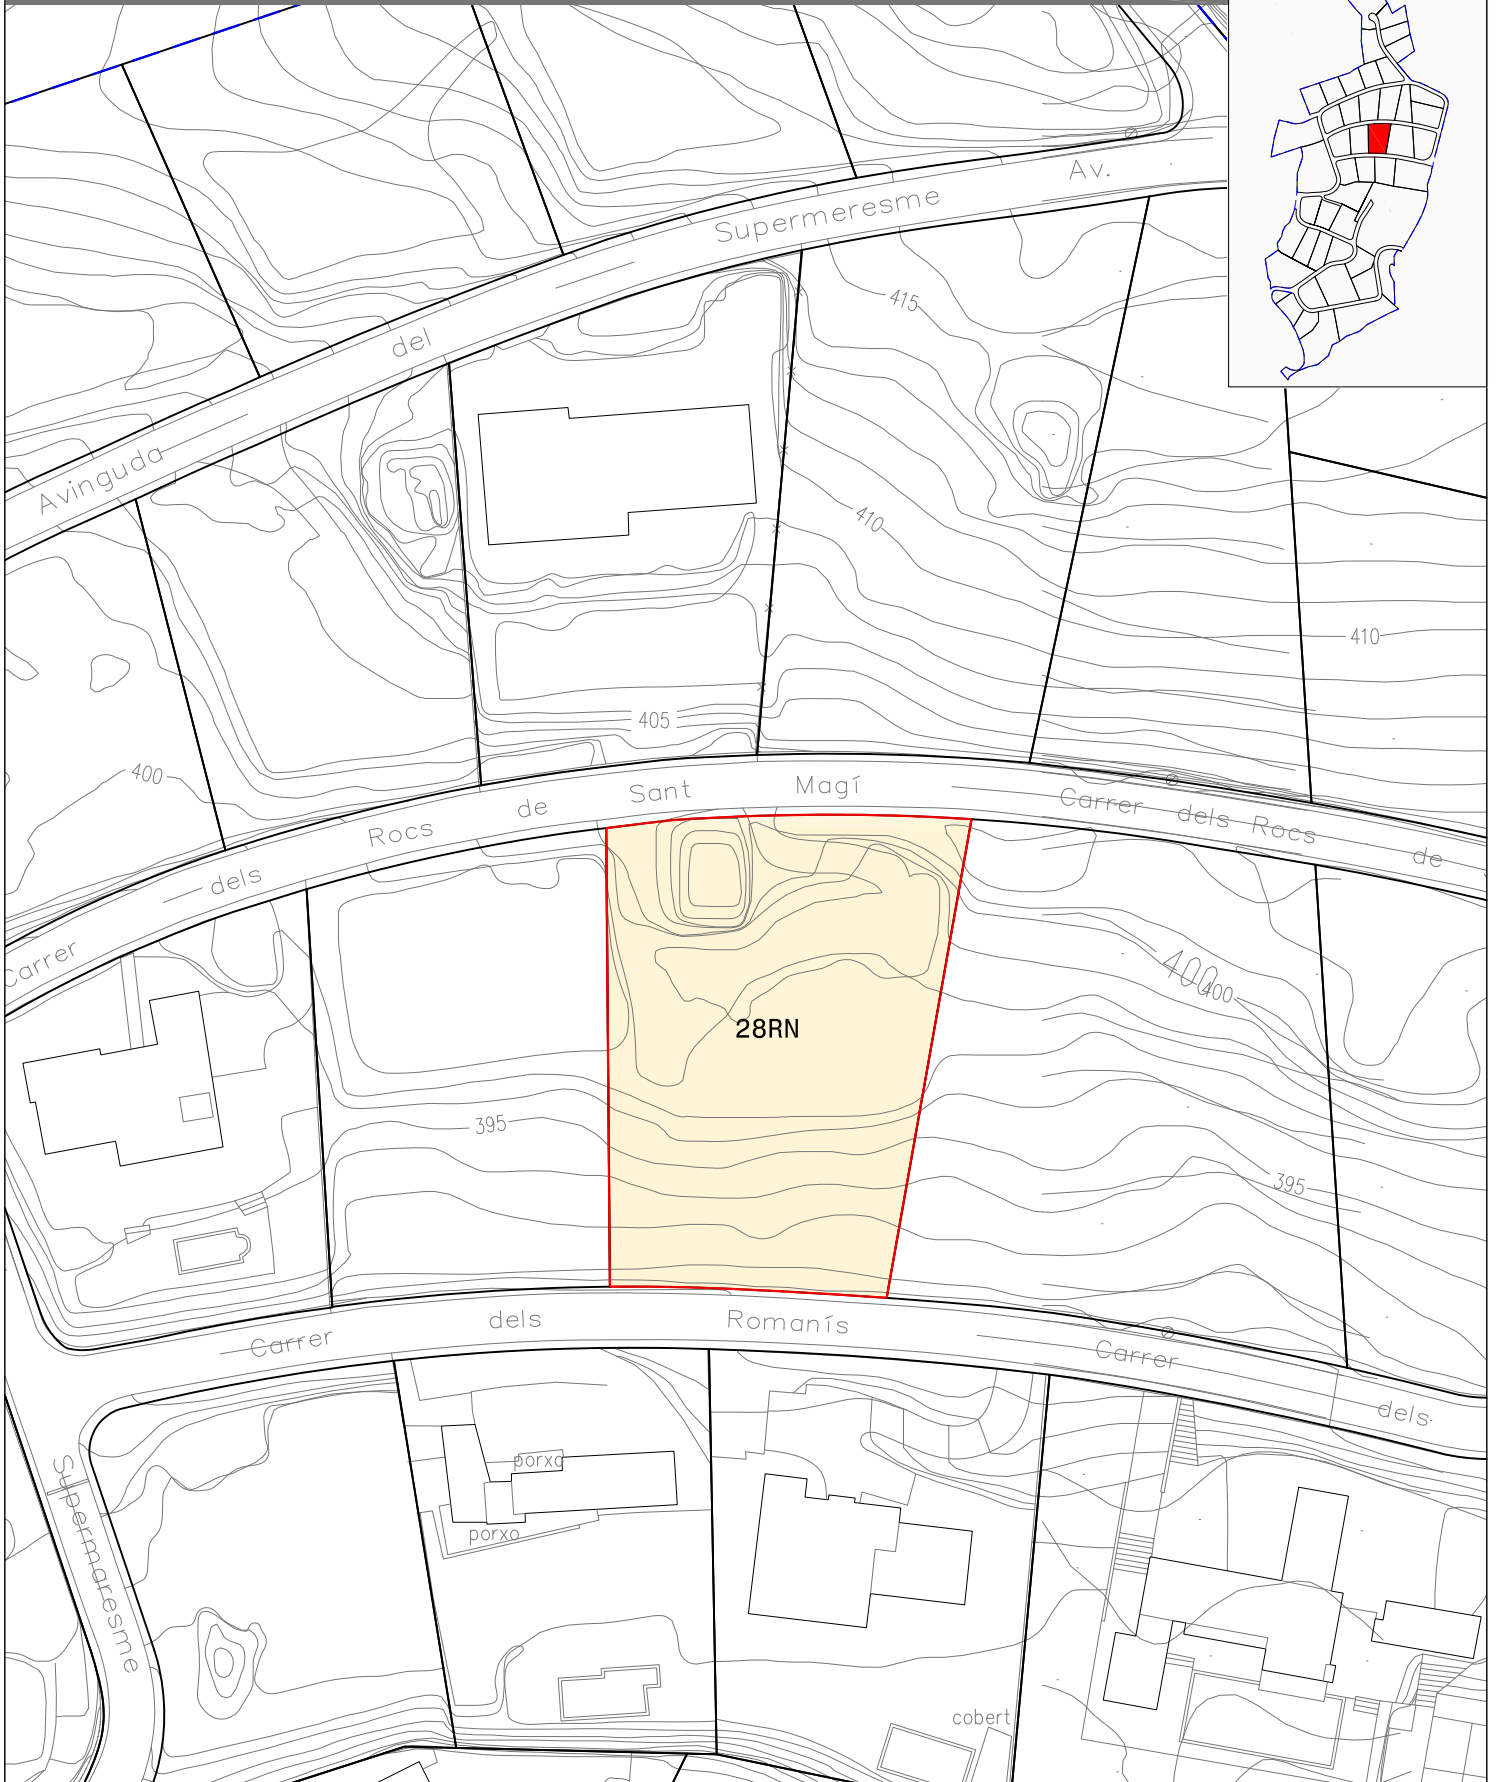 Av.
Supermeresme
del
Avinguda
415
410
410
405
400
Carrer dels Rocs de Sant Magí
Carrer dels Rocs de
400
400
28RN
395
395
Carrer dels Romanís
Carrer dels
Supermaresme
porxo
porxo
cobert